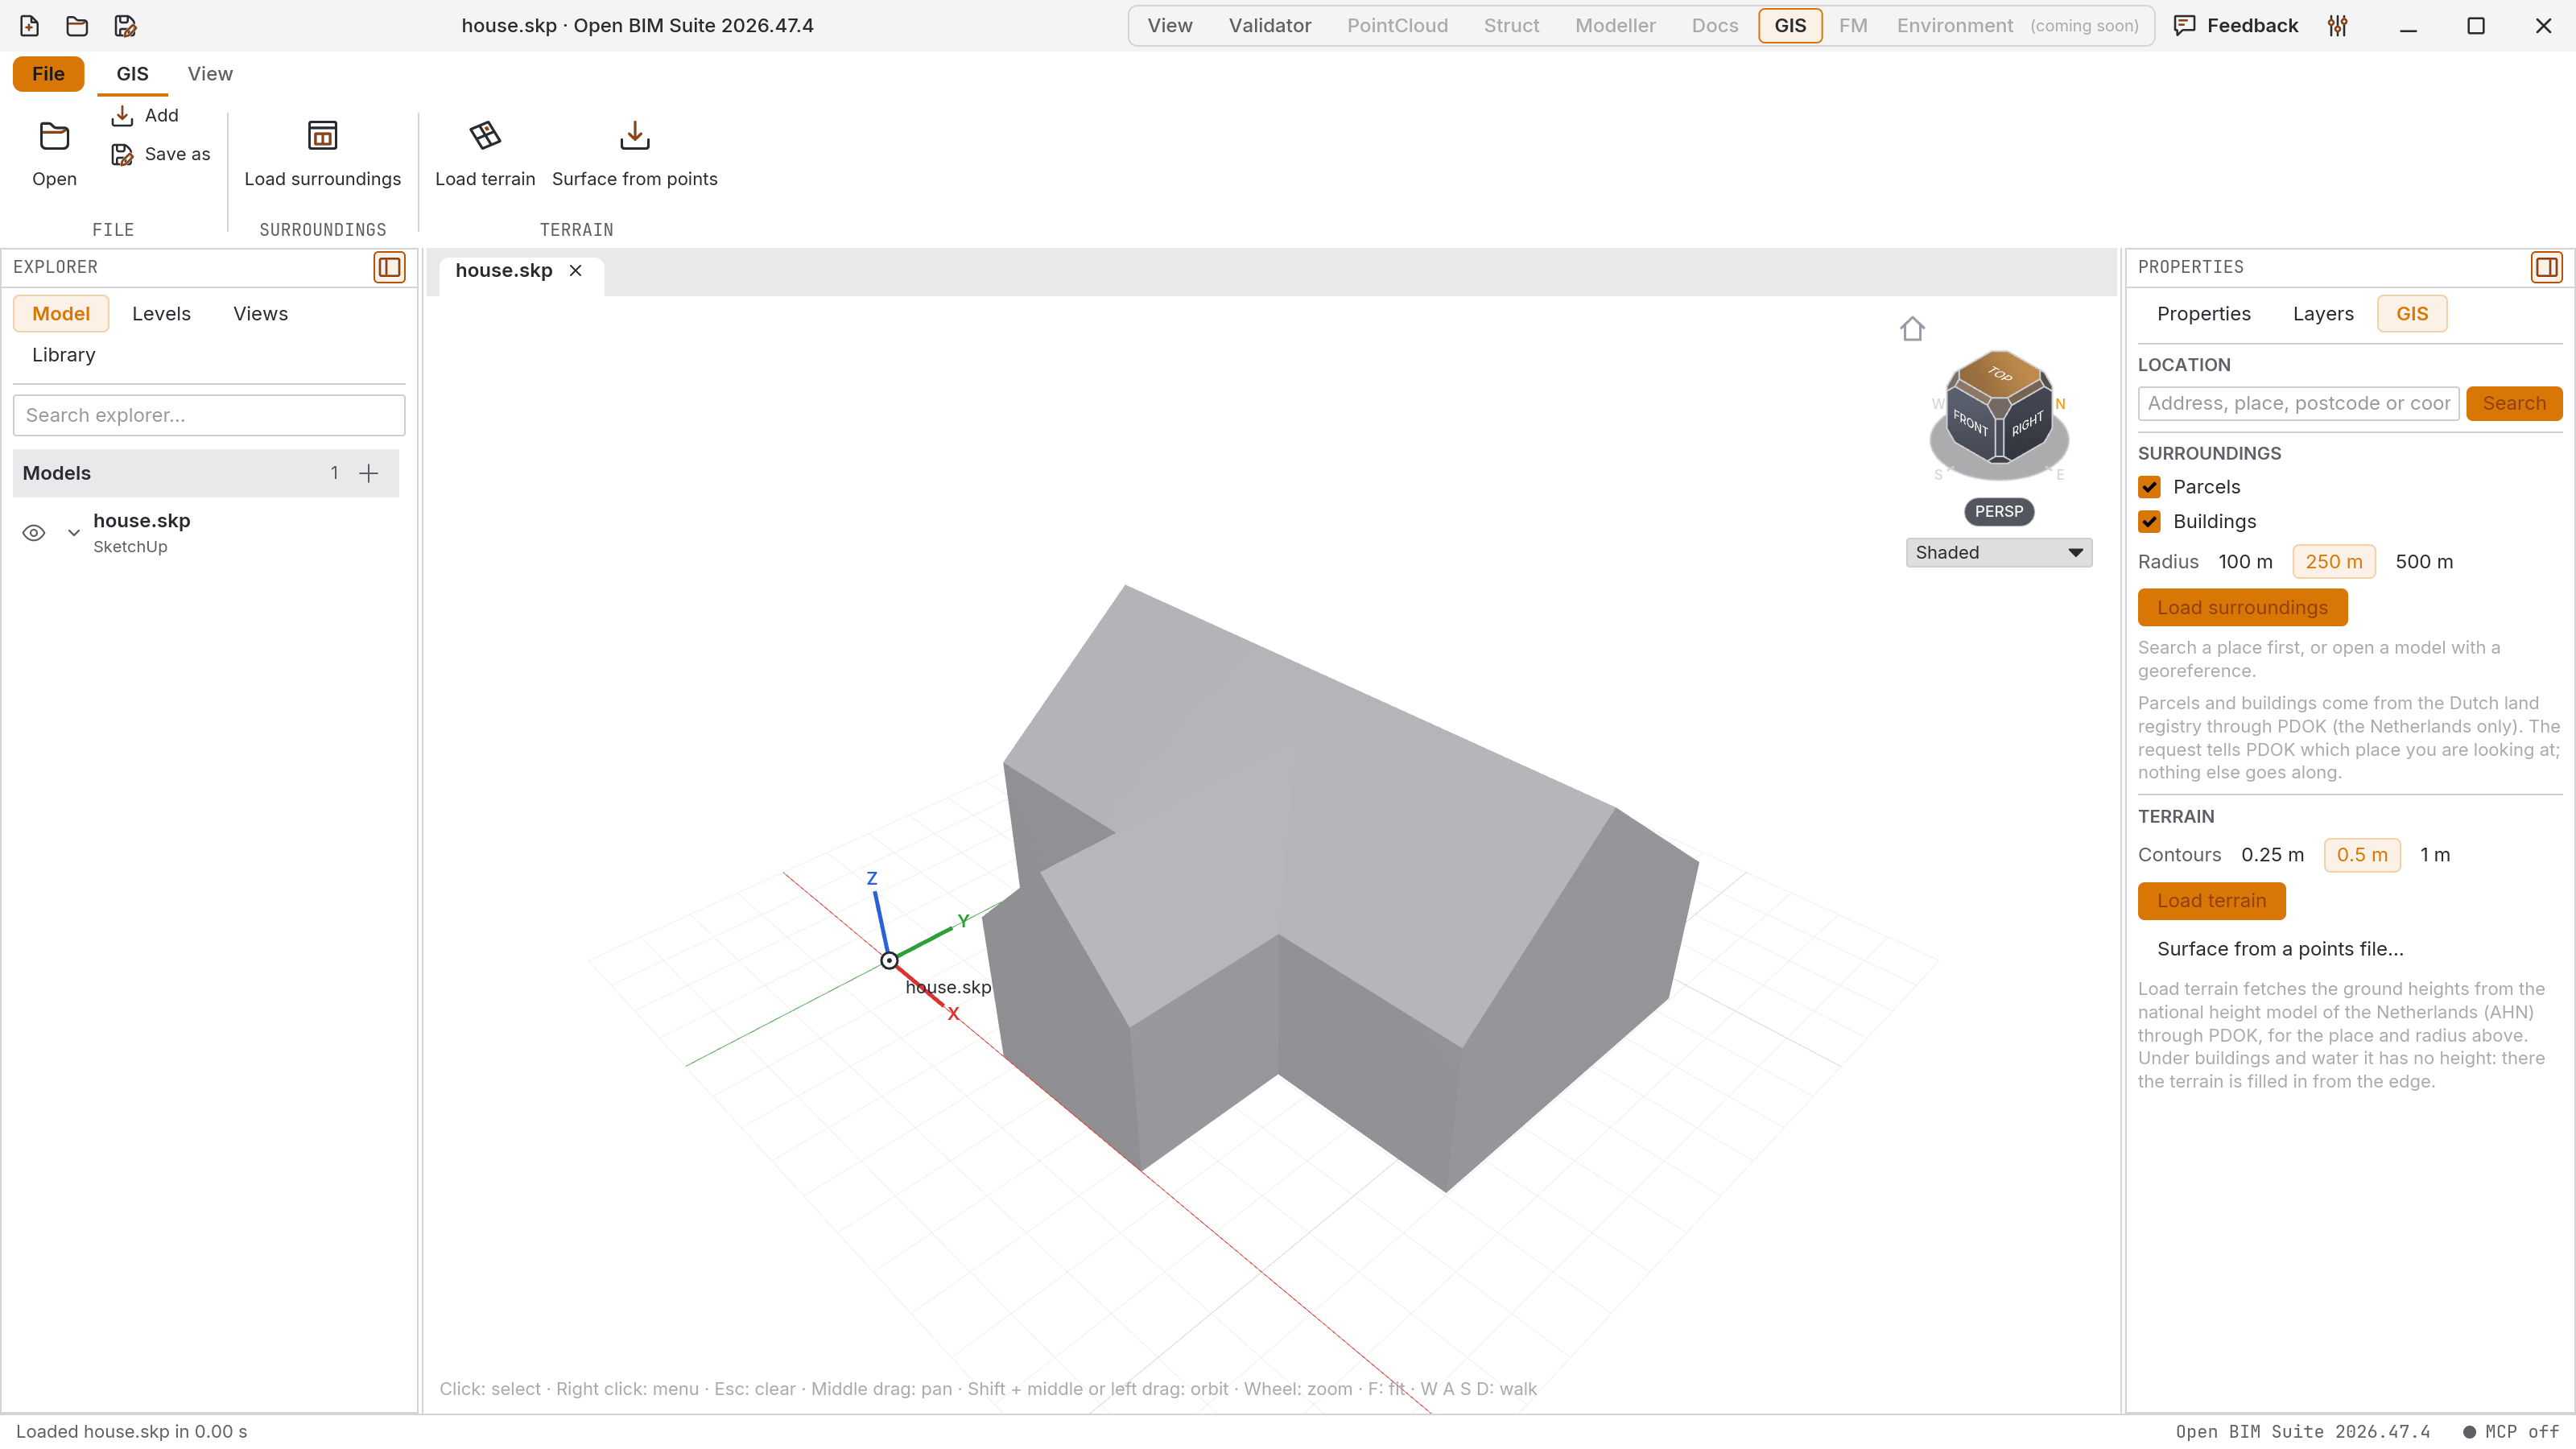 house.skp · Open BIM Suite 2026.47.4
View Validator PointCloud Struct Modeller Docs GIS FM Environment (coming soon)
Feedback
File GIS View
Open
Add
Save as
Load surroundings
Load terrain
Surface from points
FILE
SURROUNDINGS
TERRAIN
EXPLORER
Model Levels Views
Library
Search explorer...
Models 1
house.skp
SketchUp
house.skp
TOP
FRONT
RIGHT
W
N
S
E
PERSP
Shaded
Z
Y
house.skp
X
Click: select · Right click: menu · Esc: clear · Middle drag: pan · Shift + middle or left drag: orbit · Wheel: zoom · F: fit · W A S D: walk
PROPERTIES
Properties Layers GIS
LOCATION
Address, place, postcode or coor
Search
SURROUNDINGS
Parcels
Buildings
Radius 100 m 250 m 500 m
Load surroundings
Search a place first, or open a model with a
georeference.
Parcels and buildings come from the Dutch land
registry through PDOK (the Netherlands only). The
request tells PDOK which place you are looking at;
nothing else goes along.
TERRAIN
Contours 0.25 m 0.5 m 1 m
Load terrain
Surface from a points file...
Load terrain fetches the ground heights from the
national height model of the Netherlands (AHN)
through PDOK, for the place and radius above.
Under buildings and water it has no height: there
the terrain is filled in from the edge.
Loaded house.skp in 0.00 s
Open BIM Suite 2026.47.4
MCP off